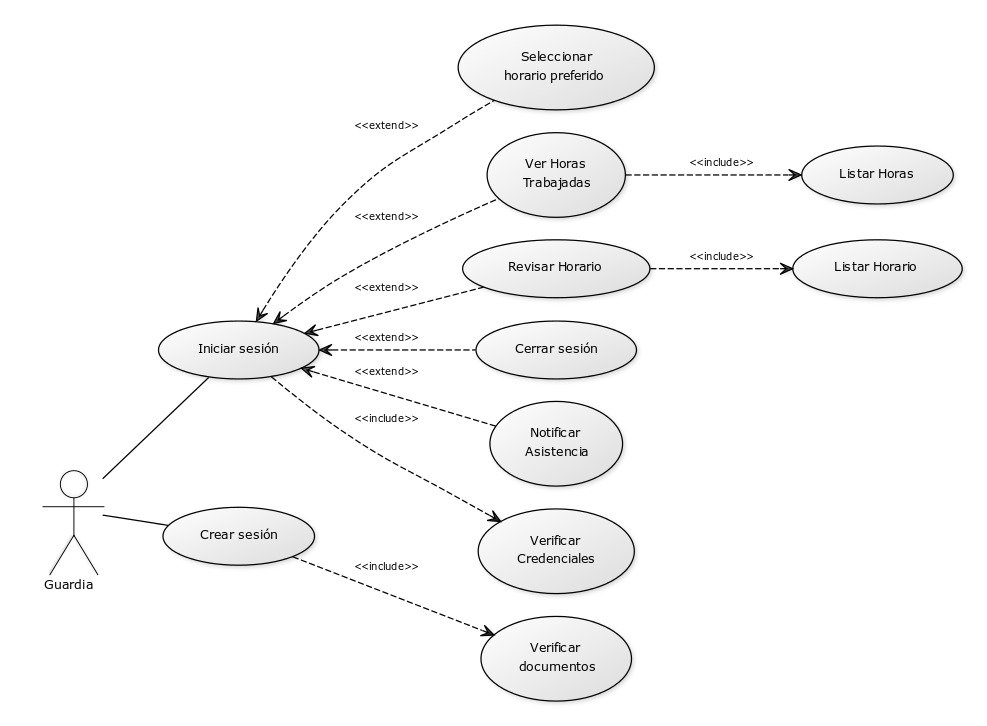 Seleccionar
horario preferido
<<extend>>
Ver Horas
Trabajadas
<<include>>
Listar Horas
<<extend>>
Revisar Horario
<<include>>
Listar Horario
<<extend>>
Iniciar sesión
<<extend>>
Cerrar sesión
<<extend>>
Notificar
Asistencia
<<include>>
Verificar
Credenciales
Crear sesión
<<include>>
Guardia
Verificar
documentos